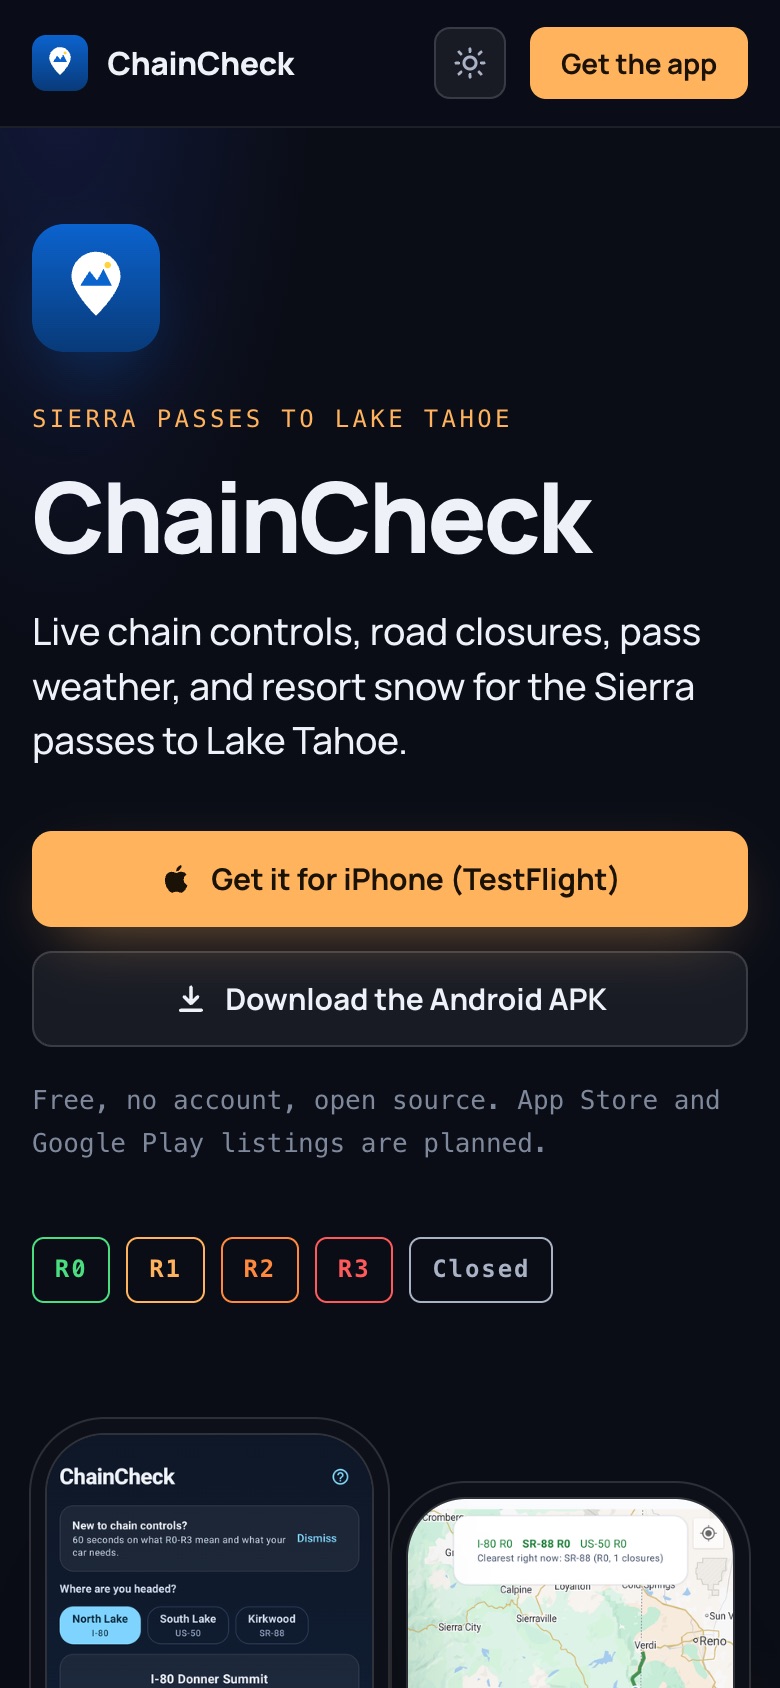 ChainCheck
Get the app
SIERRA PASSES TO LAKE TAHOE
ChainCheck
Live chain controls, road closures, pass
weather, and resort snow for the Sierra
passes to Lake Tahoe.
Get it for iPhone (TestFlight)
Download the Android APK
Free, no account, open source. App Store and
Google Play listings are planned.
R0 R1 R2 R3 Closed
ChainCheck
New to chain controls?
60 seconds on what R0-R3 mean and what your
car needs.
Dismiss
Where are you headed?
North Lake
I-80
South Lake
US-50
Kirkwood
SR-88
I-80 Donner Summit
I-80 R0 SR-88 R0 US-50 R0
Clearest right now: SR-88 (R0, 1 closures)
Calpine
Loyalton
Sierra City
Sierraville
Verdi
Reno